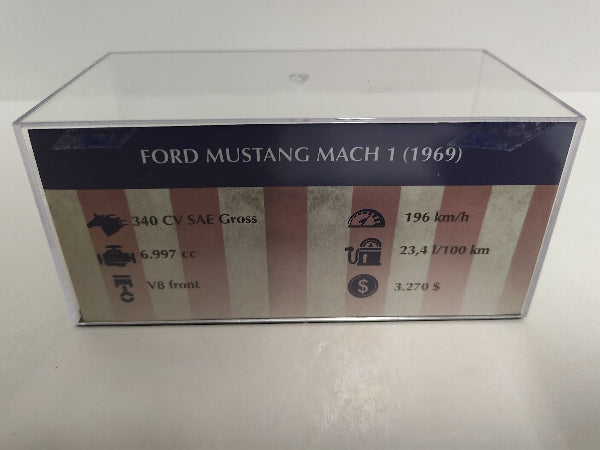 FORD MUSTANG MACH 1 (1969)
340 CV SAE Gross
6.997 cc
V8 front
196 km/h
23,4 l/100 km
$
3.270 $